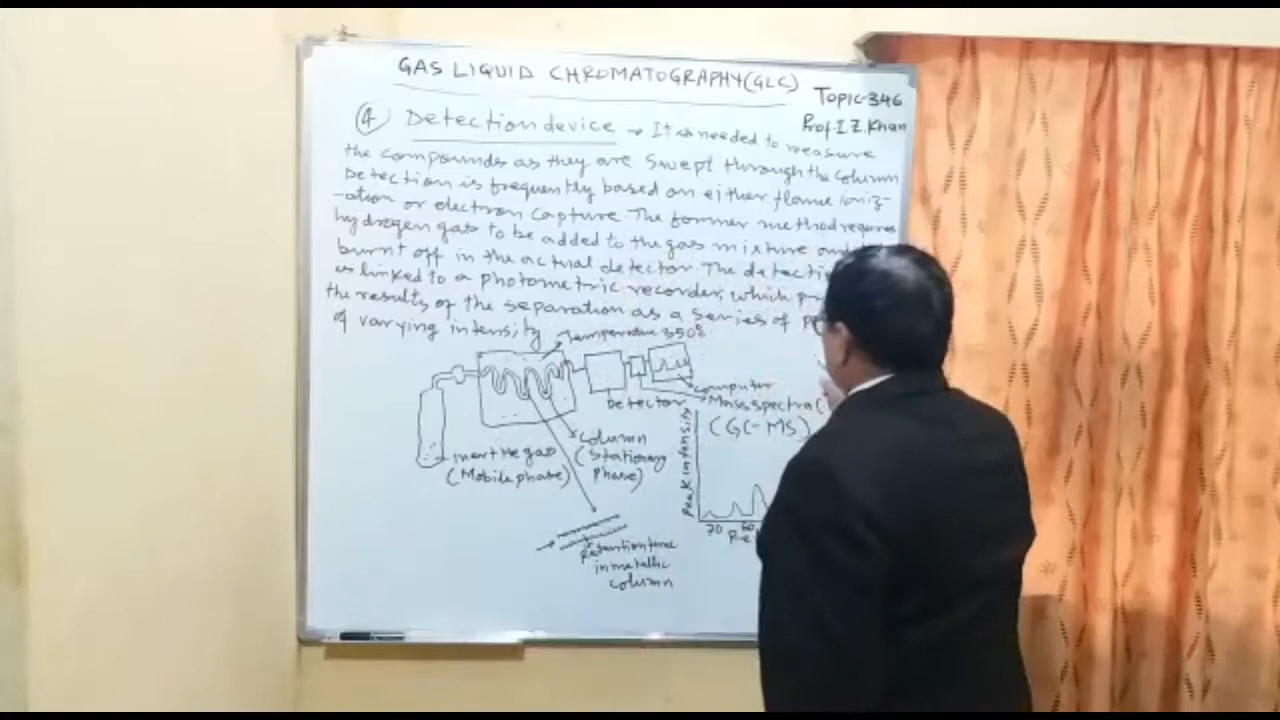 GAS LIQUID CHROMATOGRAPHY(GLC)
Topic-346
Prof. I. Z. Khan
(4) Detection device → It is needed to measure
the compounds as they are swept through the column
Detection is frequently based on either flame ioniz-
-ation or electron capture. The former method requires
hydrogen gas to be added to the gas mixture and
burnt off in the actual detector. The detecti
is linked to a photometric recorder, which
the results of the separation as a series of
of varying intensity
Temperature 350°
Computer
Detector
Mass spectra (
(GC-MS)
Column
(Stationary
Phase)
inert He gas
(Mobile phase)
Peak intensity
20 60
Retention time
in metallic
column